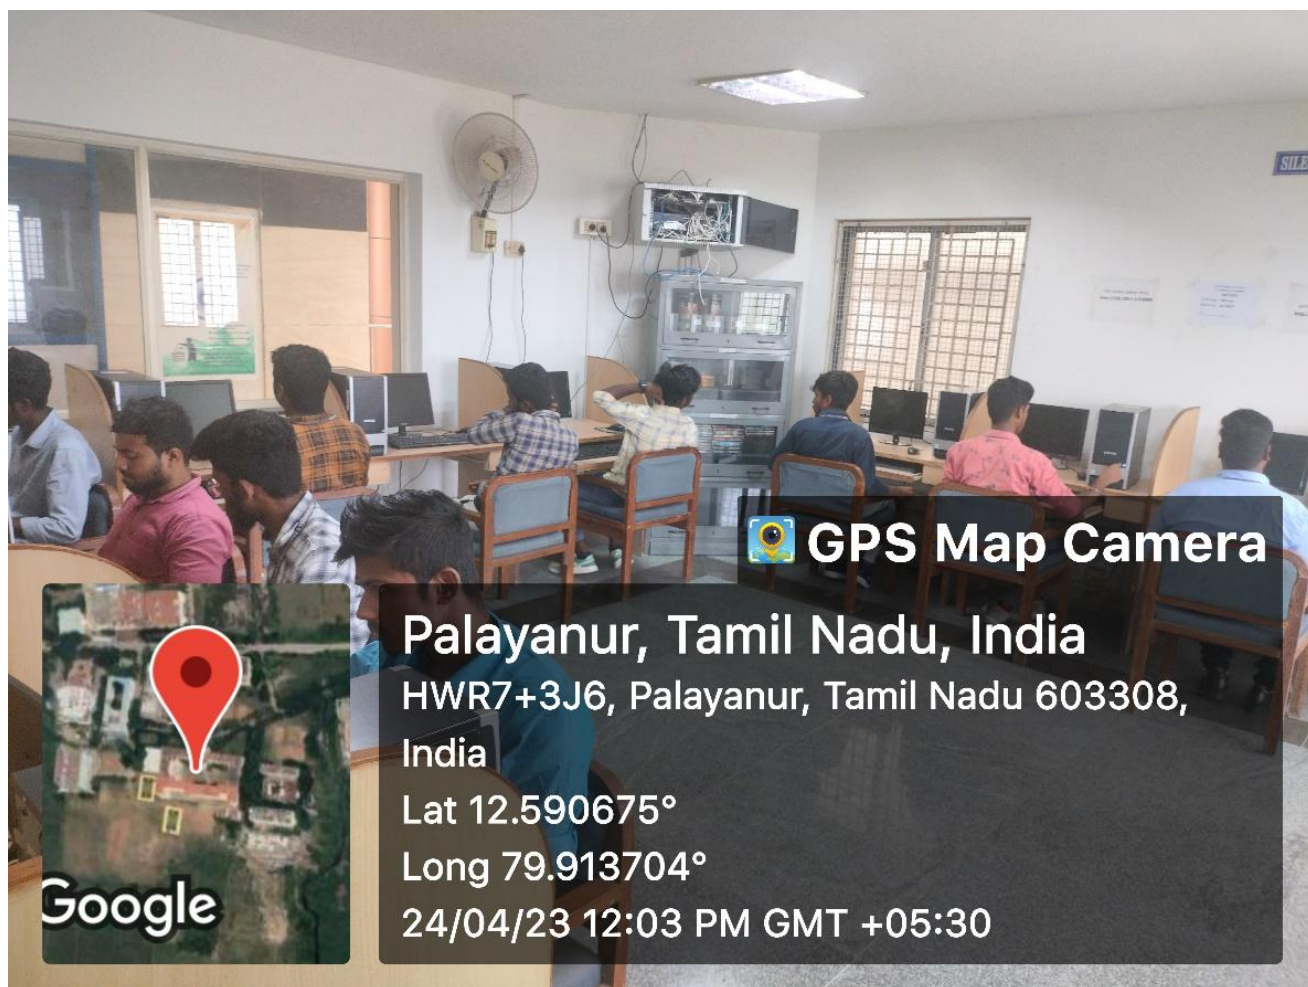 SILE
GPS Map Camera
Palayanur, Tamil Nadu, India
HWR7+3J6, Palayanur, Tamil Nadu 603308,
India
Lat 12.590675°
Long 79.913704°
24/04/23 12:03 PM GMT +05:30
Google